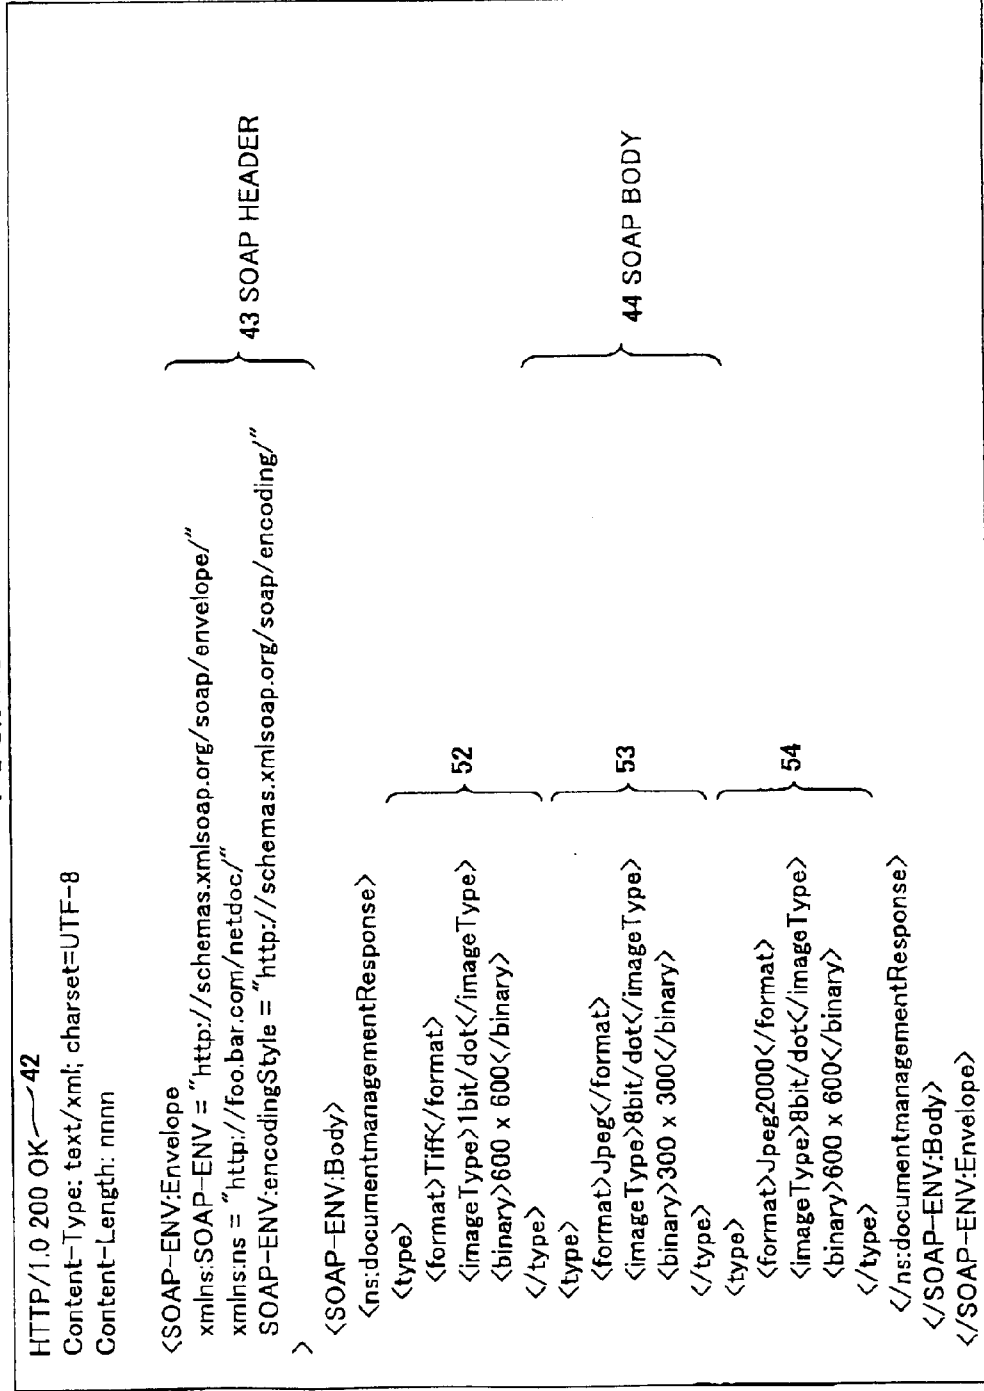 HTTP/1.0 200 OK 42
Content-Type: text/xml; charset=UTF-8
Content-Length: nnnn
<SOAP-ENV:Envelope
xmlns:SOAP-ENV = "http://schemas.xmlsoap.org/soap/envelope/"
xmlns:ns = "http://foo.bar.com/netdoc/"
SOAP-ENV:encodingStyle = "http://schemas.xmlsoap.org/soap/encoding/"
>
43 SOAP HEADER
<SOAP-ENV:Body>
<ns:documentmanagementResponse>
<type>
<format>Tiff</format>
<imageType>1bit/dot</imageType>
<binary>600 x 600</binary>
</type>
52
<type>
<format>Jpeg</format>
<imageType>8bit/dot</imageType>
<binary>300 x 300</binary>
</type>
53
<type>
<format>Jpeg2000</format>
<imageType>8bit/dot</imageType>
<binary>600 x 600</binary>
</type>
54
</ns:documentmanagementResponse>
</SOAP-ENV:Body>
</SOAP-ENV:Envelope>
44 SOAP BODY